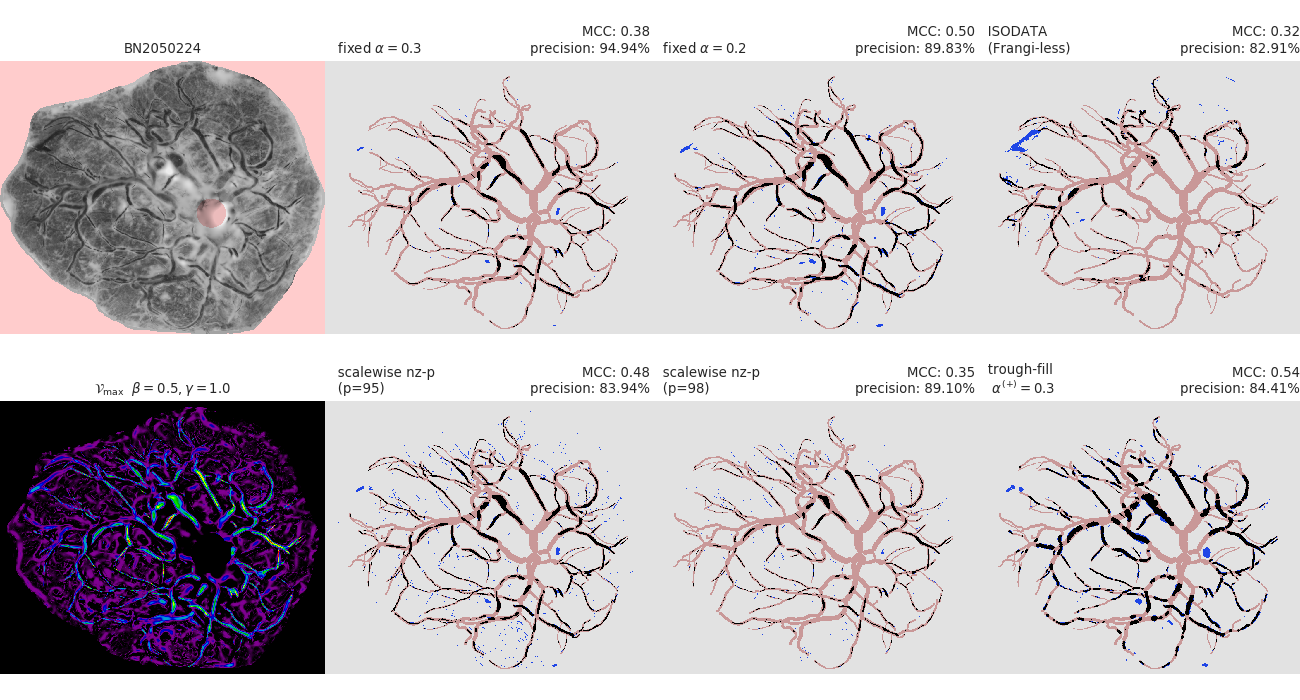 BN2050224
fixed α = 0.3
MCC: 0.38
precision: 94.94%
fixed α = 0.2
MCC: 0.50
precision: 89.83%
ISODATA
(Frangi-less)
MCC: 0.32
precision: 82.91%
𝒱max β = 0.5, γ = 1.0
scalewise nz-p
(p=95)
MCC: 0.48
precision: 83.94%
scalewise nz-p
(p=98)
MCC: 0.35
precision: 89.10%
trough-fill
α(+) = 0.3
MCC: 0.54
precision: 84.41%